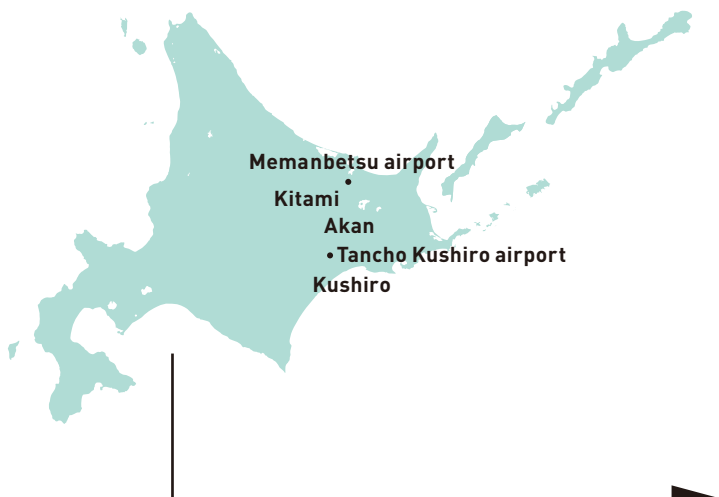 Memanbetsu airport
Kitami
Akan
Tancho Kushiro airport
Kushiro